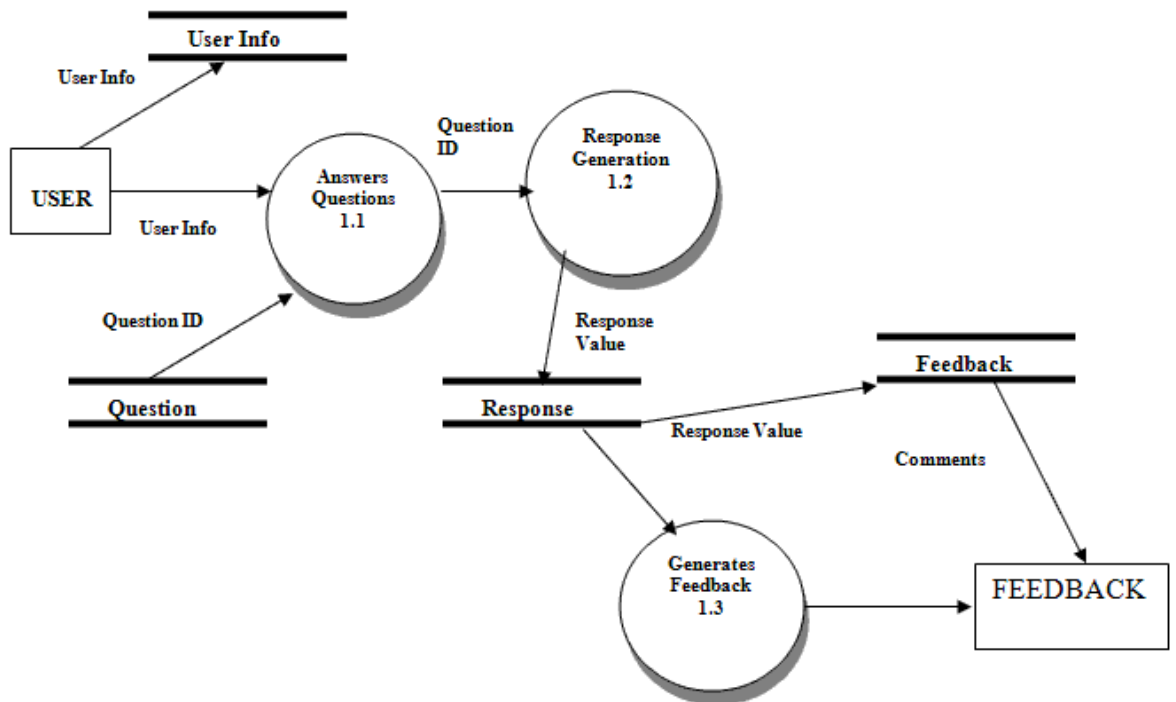 User Info
User Info
USER
User Info
Answers
Questions
1.1
Question
ID
Response
Generation
1.2
Question ID
Question
Response
Value
Response
Response Value
Feedback
Comments
Generates
Feedback
1.3
FEEDBACK